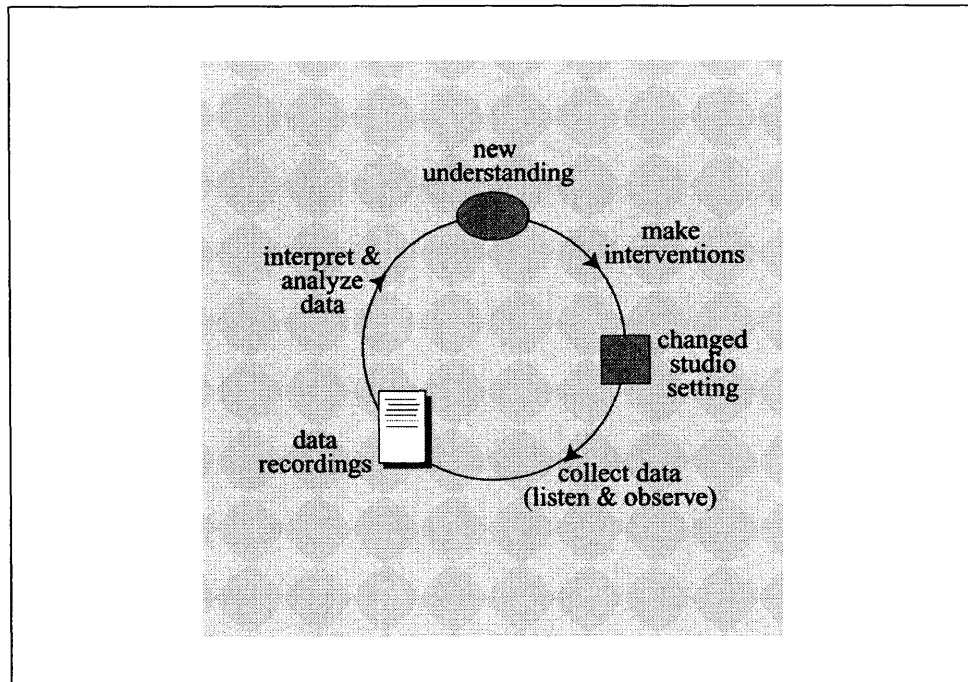 new
understanding
make
interventions
changed
studio
setting
collect data
(listen & observe)
data
recordings
interpret &
analyze
data